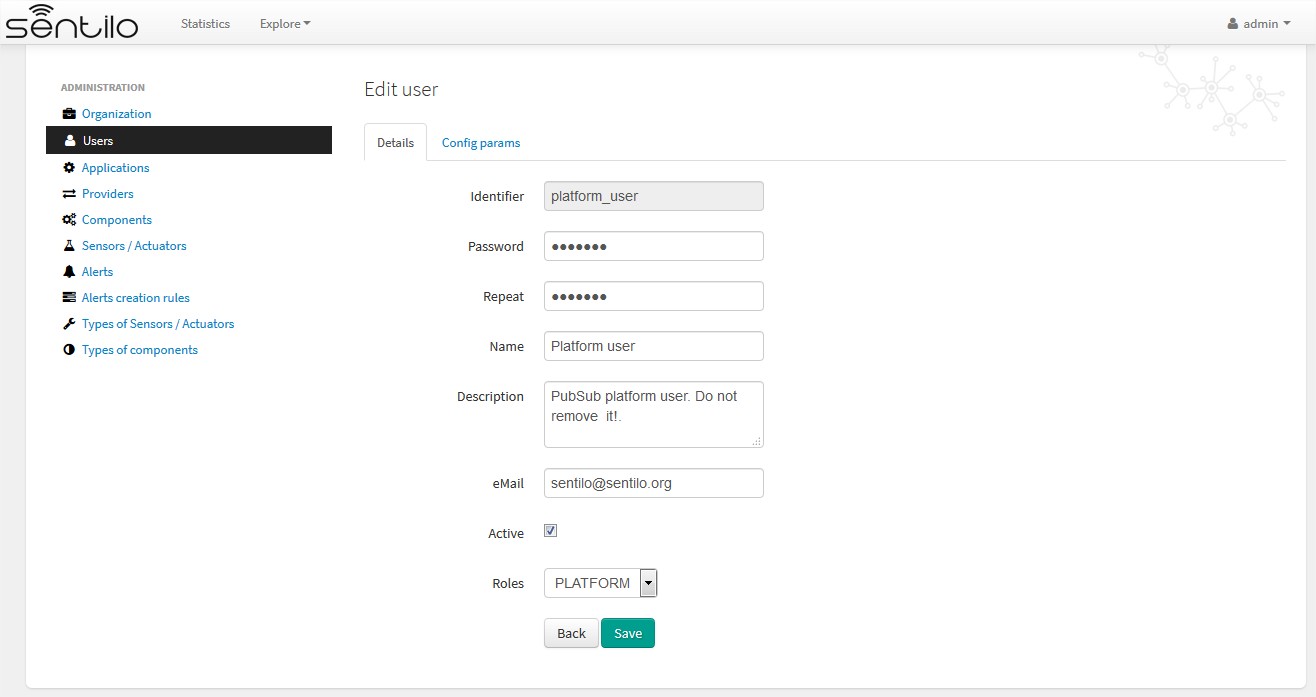 sentilo
Statistics
Explore
admin
ADMINISTRATION
Organization
Users
Applications
Providers
Components
Sensors / Actuators
Alerts
Alerts creation rules
Types of Sensors / Actuators
Types of components
Edit user
Details
Config params
Identifier
platform_user
Password
●●●●●●●
Repeat
●●●●●●●
Name
Platform user
Description
PubSub platform user. Do not
remove  it!.
eMail
sentilo@sentilo.org
Active
Roles
PLATFORM
Back
Save